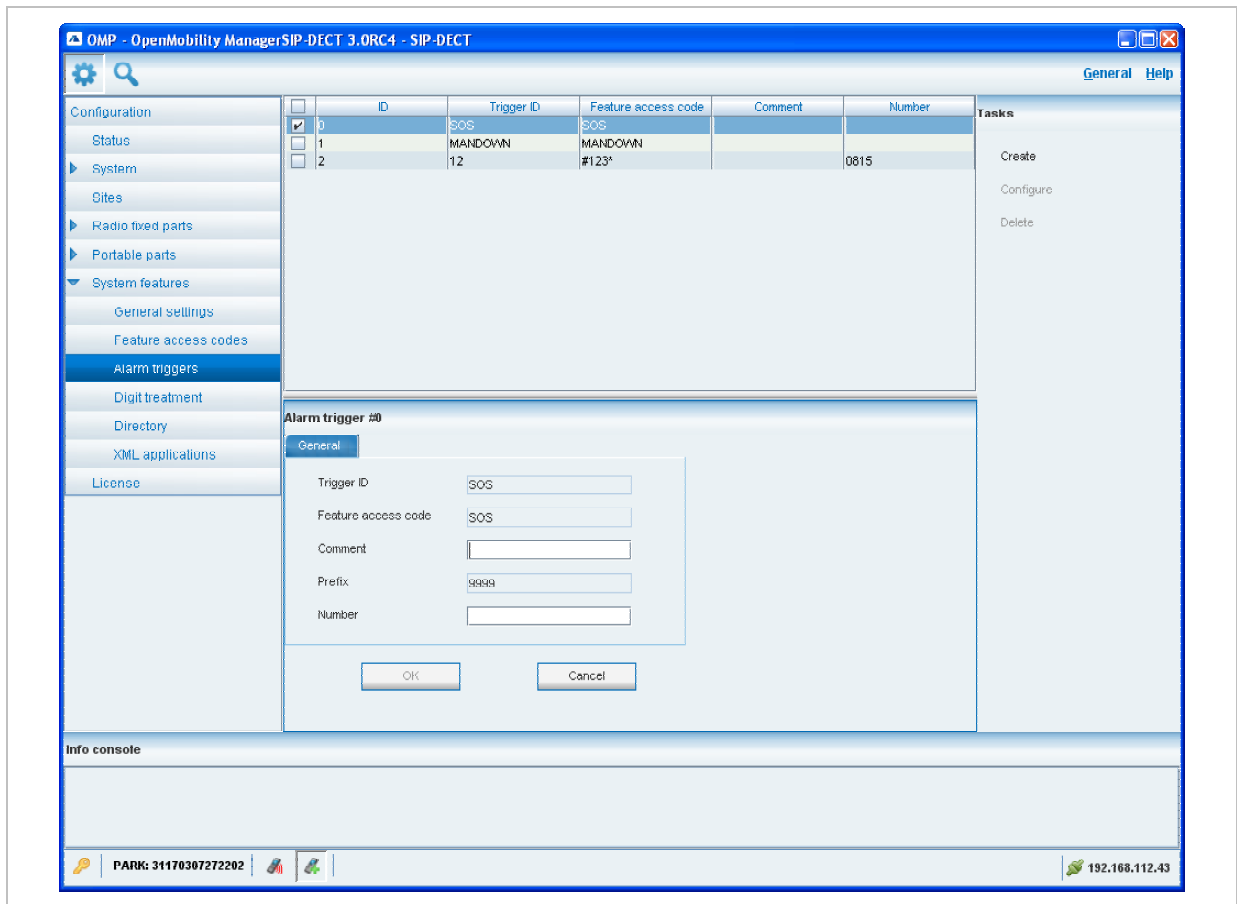 OMP - OpenMobility ManagerSIP-DECT 3.0RC4 - SIP-DECT
General Help
Configuration
Status
System
Sites
Radio fixed parts
Portable parts
System features
General settings
Feature access codes
Alarm triggers
Digit treatment
Directory
XML applications
License
ID Trigger ID Feature access code Comment Number
0 SOS SOS
1 MANDOWN MANDOWN
2 12 #123* 0815
Tasks
Create
Configure
Delete
Alarm trigger #0
General
Trigger ID SOS
Feature access code SOS
Comment
Prefix 9999
Number
OK Cancel
Info console
PARK: 31170307272202 192.168.112.43